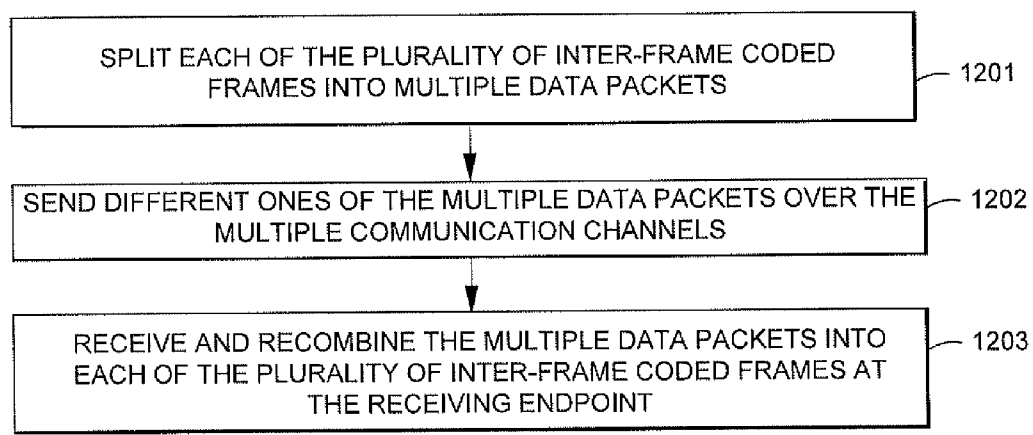 SPLIT EACH OF THE PLURALITY OF INTER-FRAME CODED
FRAMES INTO MULTIPLE DATA PACKETS
1201
SEND DIFFERENT ONES OF THE MULTIPLE DATA PACKETS OVER THE
MULTIPLE COMMUNICATION CHANNELS
1202
RECEIVE AND RECOMBINE THE MULTIPLE DATA PACKETS INTO
EACH OF THE PLURALITY OF INTER-FRAME CODED FRAMES AT
THE RECEIVING ENDPOINT
1203